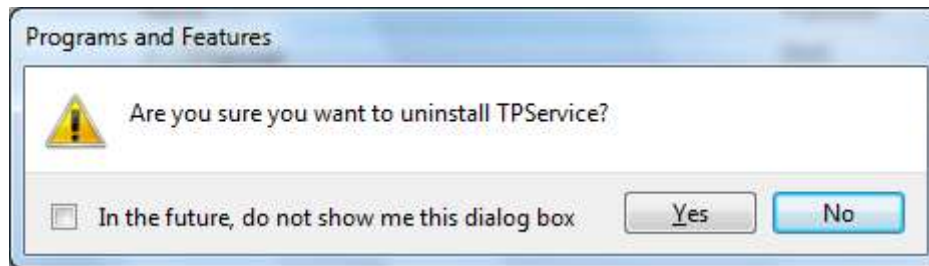 Programs and Features
Are you sure you want to uninstall TPService?
In the future, do not show me this dialog box
Yes
No